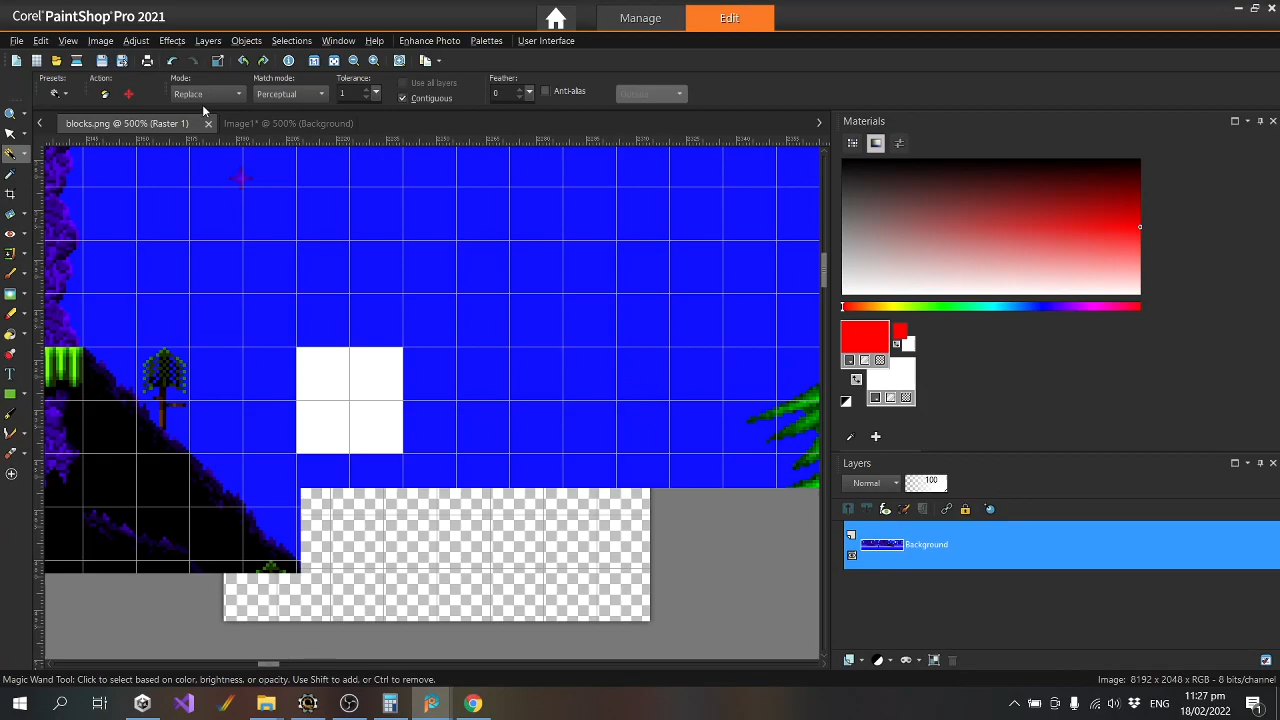 Corel® PaintShop Pro 2021
Manage
Edit
File Edit View Image Adjust Effects Layers Objects Selections Window Help Enhance Photo Palettes User Interface
Presets: Action: Mode: Match mode: Tolerance: Use all layers Feather: Anti-alias
Replace Perceptual 1 Contiguous 0 Outside
blocks.png @ 500% (Raster 1) Image1* @ 500% (Background)
Materials
Layers
Normal 100
Background
Magic Wand Tool: Click to select based on color, brightness, or opacity. Use Shift to add, or Ctrl to remove.
Image: 8192 x 2048 x RGB - 8 bits/channel
ENG
11:27 pm
18/02/2022